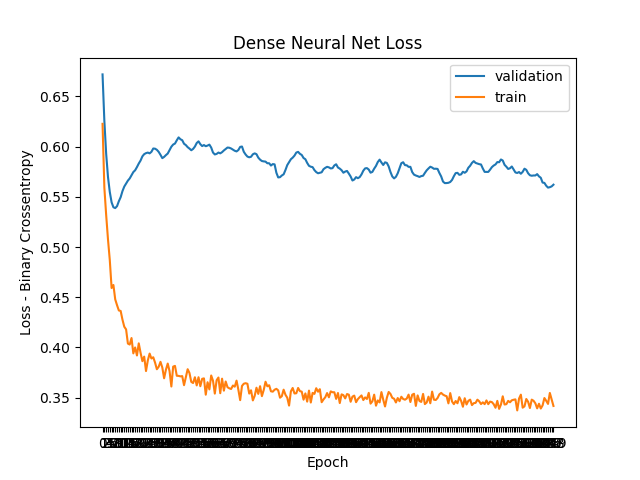 Dense Neural Net Loss
validation
train
0.65
0.60
0.55
0.50
0.45
0.40
0.35
Loss - Binary Crossentropy
Epoch